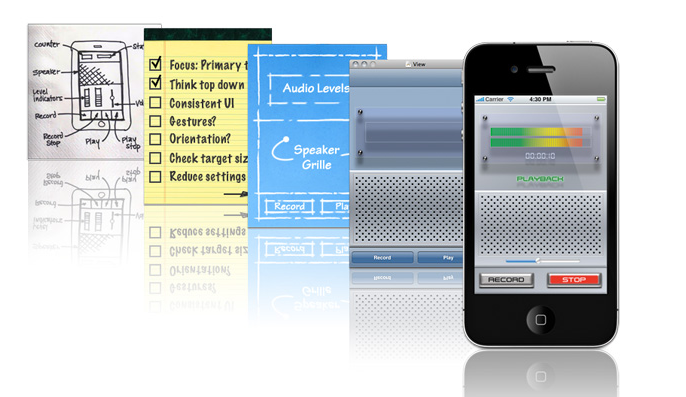 Counter
Sta
Speaker
Level
Indicators
Record
Record
Stop
Play
Play
Stop
Focus: Primary t
Think top down
Consistent UI
Gestures?
Orientation?
Check target siz
Reduce settings
Audio Levels
Speaker
Grille
Record
Pla
View
Record
Play
Carrer
4:30 PM
00:00:10
PLAYBACK
RECORD
STOP